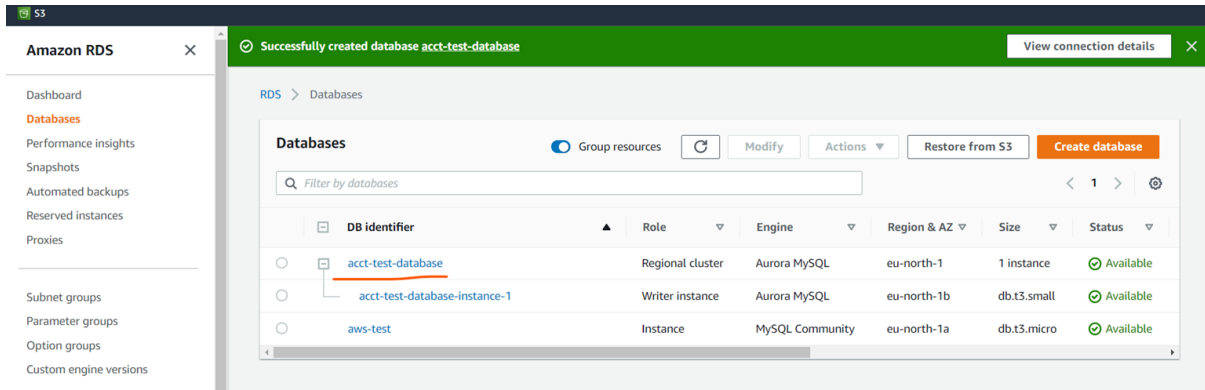 S3
Amazon RDS
Successfully created database acct-test-database
View connection details
Dashboard
Databases
Performance insights
Snapshots
Automated backups
Reserved instances
Proxies
Subnet groups
Parameter groups
Option groups
Custom engine versions
RDS > Databases
Databases
Group resources
Modify
Actions
Restore from S3
Create database
Filter by databases
1
DB identifier Role Engine Region & AZ Size Status
acct-test-database Regional cluster Aurora MySQL eu-north-1 1 instance Available
acct-test-database-instance-1 Writer instance Aurora MySQL eu-north-1b db.t3.small Available
aws-test Instance MySQL Community eu-north-1a db.t3.micro Available